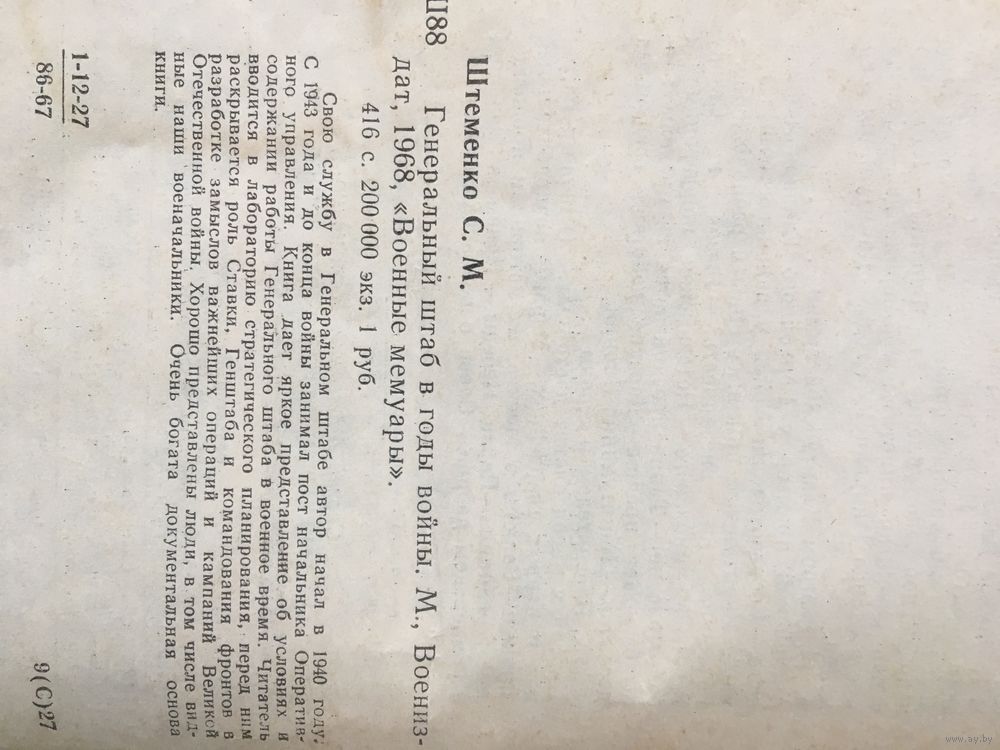 Ш88
Штеменко С. М.
Генеральный штаб в годы войны. М., Воениз-
дат, 1968, «Военные мемуары».
416 с. 200 000 экз. 1 руб.
Свою службу в Генеральном штабе автор начал в 1940 году.
С 1943 года и до конца войны занимал пост начальника Оператив-
ного управления. Книга дает яркое представление об условиях и
содержании работы Генерального штаба в военное время. Читатель
вводится в лабораторию стратегического планирования, перед ним
раскрывается роль Ставки, Генштаба и командования фронтов в
разработке замыслов важнейших операций и кампаний Великой
Отечественной войны. Хорошо представлены люди, в том числе вид-
ные наши военачальники. Очень богата документальная основа
книги.
1-12-27
86-67
9(С)27
www.ay.by